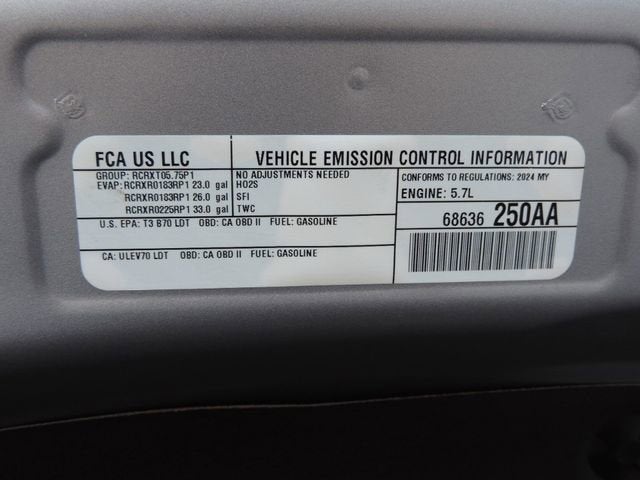 FCA US LLC
VEHICLE EMISSION CONTROL INFORMATION
GROUP: RCRXT05.75P1
EVAP: RCRXR0183RP1 23.0 gal
RCRXR0183RP1 26.0 gal
RCRXR0225RP1 33.0 gal
NO ADJUSTMENTS NEEDED
HO2S
SFI
TWC
CONFORMS TO REGULATIONS: 2024 MY
ENGINE: 5.7L
68636 250AA
U.S. EPA: T3 B70 LDT OBD: CA OBD II FUEL: GASOLINE
CA: ULEV70 LDT OBD: CA OBD II FUEL: GASOLINE